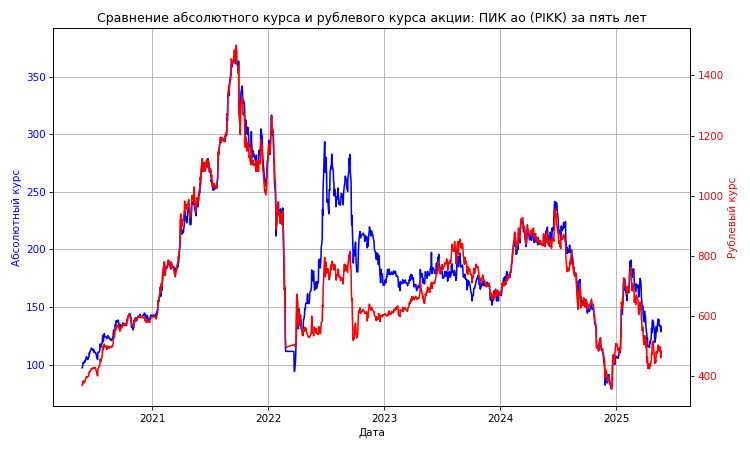 Сравнение абсолютного курса и рублевого курса акции: ПИК ао (PIKK) за пять лет
Абсолютный курс
350
300
250
200
150
100
1400
1200
1000
800
600
400
Рублевый курс
2021 2022 2023 2024 2025
Дата